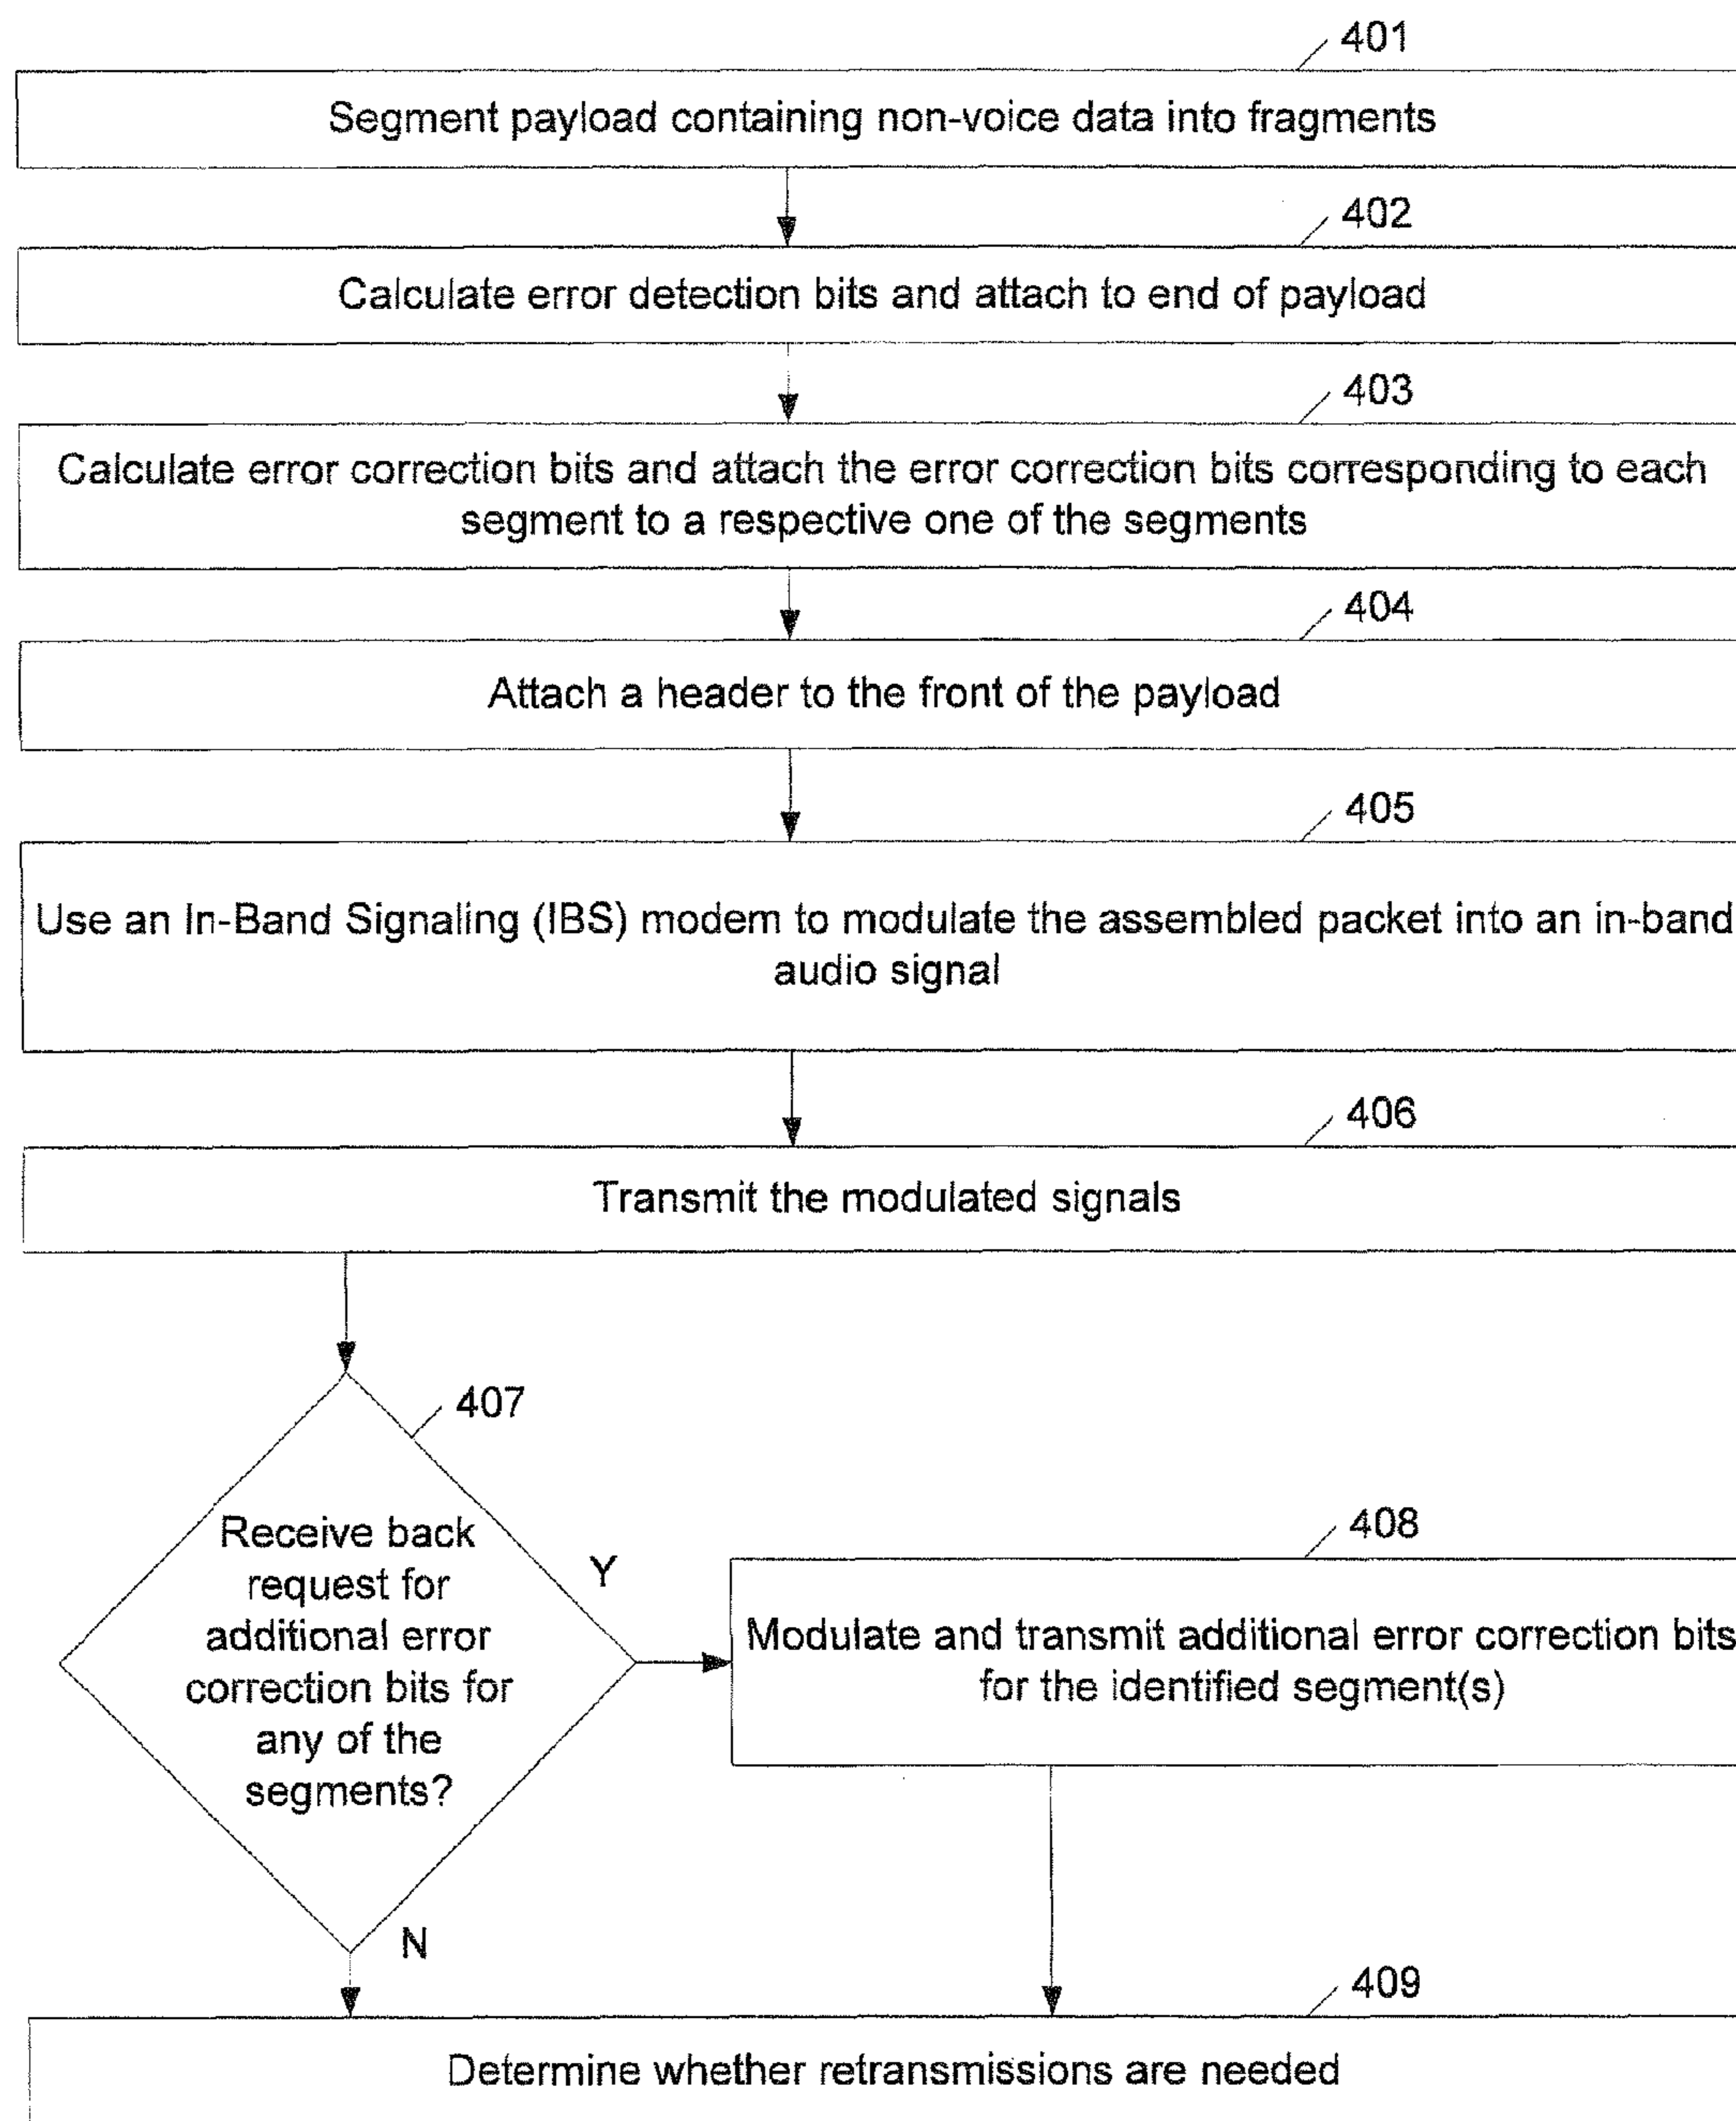 401
Segment payload containing non-voice data into fragments
402
Calculate error detection bits and attach to end of payload
403
Calculate error correction bits and attach the error correction bits corresponding to each
segment to a respective one of the segments
404
Attach a header to the front of the payload
405
Use an In-Band Signaling (IBS) modem to modulate the assembled packet into an in-band
audio signal
406
Transmit the modulated signals
407
Receive back
request for
additional error
correction bits for
any of the
segments?
Y
N
408
Modulate and transmit additional error correction bits
for the identified segment(s)
409
Determine whether retransmissions are needed